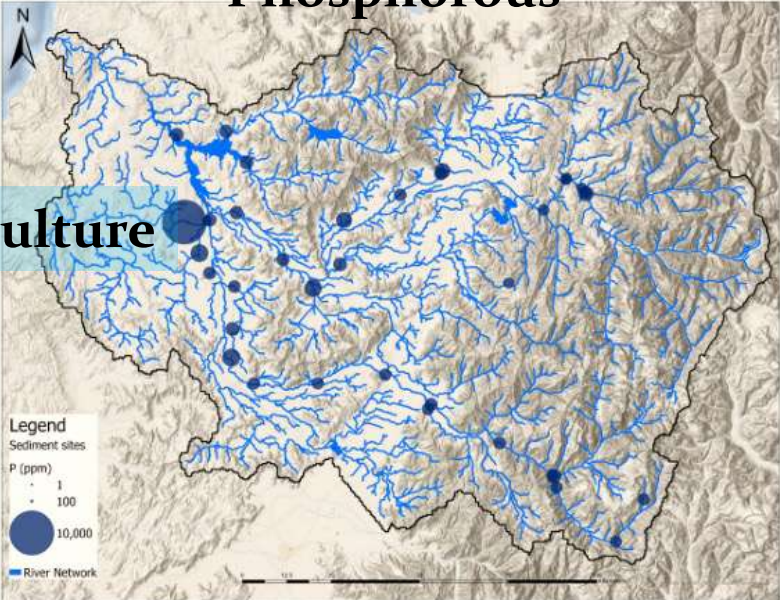 Phosphorous
N
ulture
Legend
Sediment sites
P (ppm)
1
100
10,000
River Network